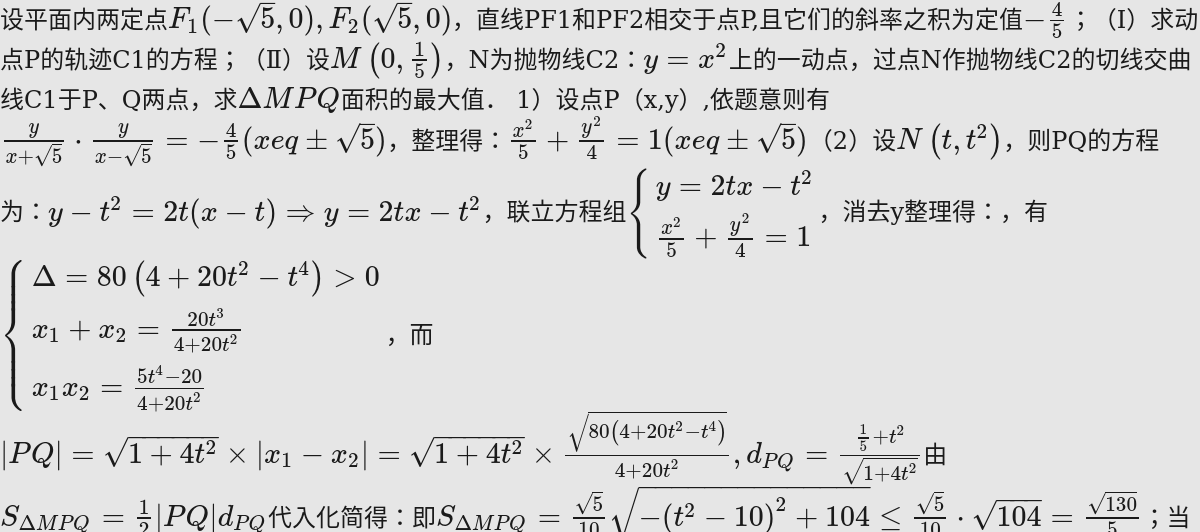 设平面内两定点$F_1(-\sqrt{5},0),F_2(\sqrt{5},0)$，直线PF1和PF2相交于点P,且它们的斜率之积为定值$-\frac{4}{5}$；（Ⅰ）求动
点P的轨迹C1的方程；（Ⅱ）设$M\left(0,\frac{1}{5}\right)$，N为抛物线C2：$y=x^2$上的一动点，过点N作抛物线C2的切线交曲
线C1于P、Q两点，求$\Delta MPQ$面积的最大值． 1）设点P（x,y）,依题意则有
$\frac{y}{x+\sqrt{5}}\cdot\frac{y}{x-\sqrt{5}}=-\frac{4}{5}(xeq\pm\sqrt{5})$，整理得：$\frac{x^2}{5}+\frac{y^2}{4}=1(xeq\pm\sqrt{5})$（2）设$N\left(t,t^2\right)$，则PQ的方程
为：$y-t^2=2t(x-t)\Rightarrow y=2tx-t^2$，联立方程组$\begin{cases}y=2tx-t^2\\\frac{x^2}{5}+\frac{y^2}{4}=1\end{cases}$，消去y整理得：，有
$\begin{cases}\Delta=80\left(4+20t^2-t^4\right)>0\\x_1+x_2=\frac{20t^3}{4+20t^2}\\x_1x_2=\frac{5t^4-20}{4+20t^2}\end{cases}$，而
$|PQ|=\sqrt{1+4t^2}\times|x_1-x_2|=\sqrt{1+4t^2}\times\frac{\sqrt{80\left(4+20t^2-t^4\right)}}{4+20t^2},d_{PQ}=\frac{\frac{1}{5}+t^2}{\sqrt{1+4t^2}}$由
$S_{\Delta MPQ}=\frac{1}{2}|PQ|d_{PQ}$代入化简得：即$S_{\Delta MPQ}=\frac{\sqrt{5}}{10}\sqrt{-(t^2-10)^2+104}\leq\frac{\sqrt{5}}{10}\cdot\sqrt{104}=\frac{\sqrt{130}}{5}$；当